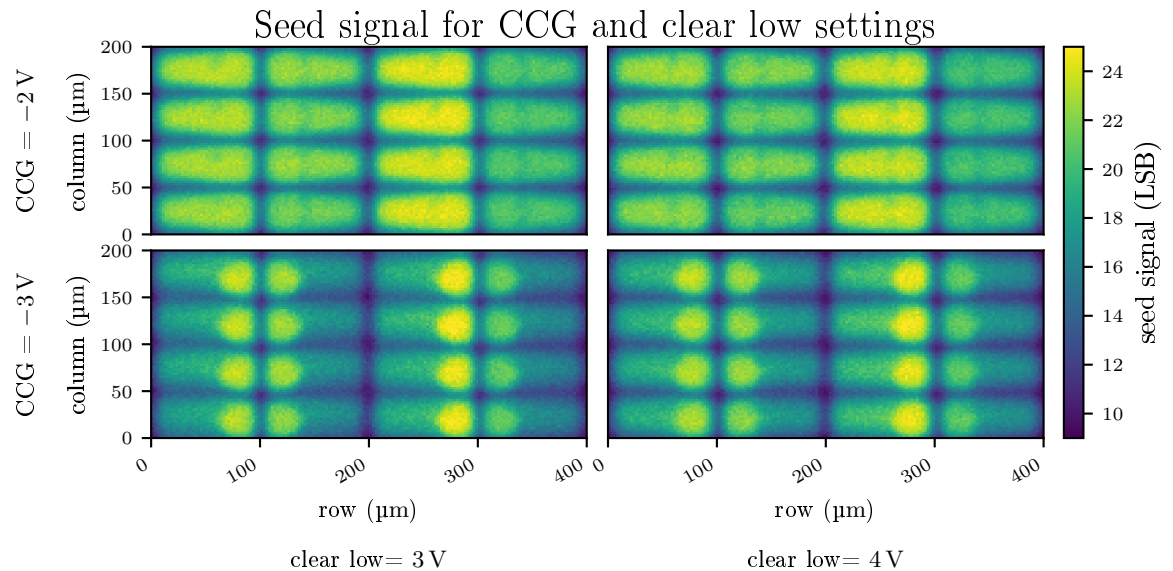 Seed signal for CCG and clear low settings
CCG = −2 V
column (µm)
200
150
100
50
0
CCG = −3 V
column (µm)
200
150
100
50
0
0 100 200 300 400
0 100 200 300 400
row (µm)
row (µm)
clear low= 3 V
clear low= 4 V
24
22
20
18
16
14
12
10
seed signal (LSB)